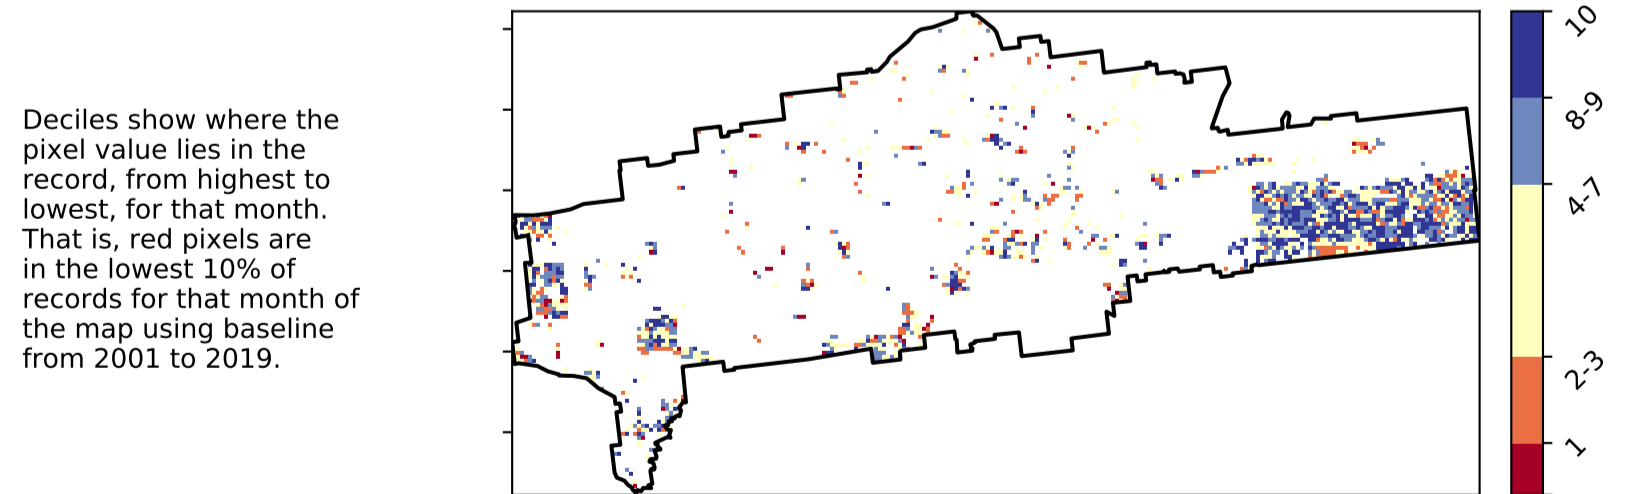 Deciles show where the
pixel value lies in the
record, from highest to
lowest, for that month.
That is, red pixels are
in the lowest 10% of
records for that month of
the map using baseline
from 2001 to 2019.
10
8-9
4-7
2-3
1